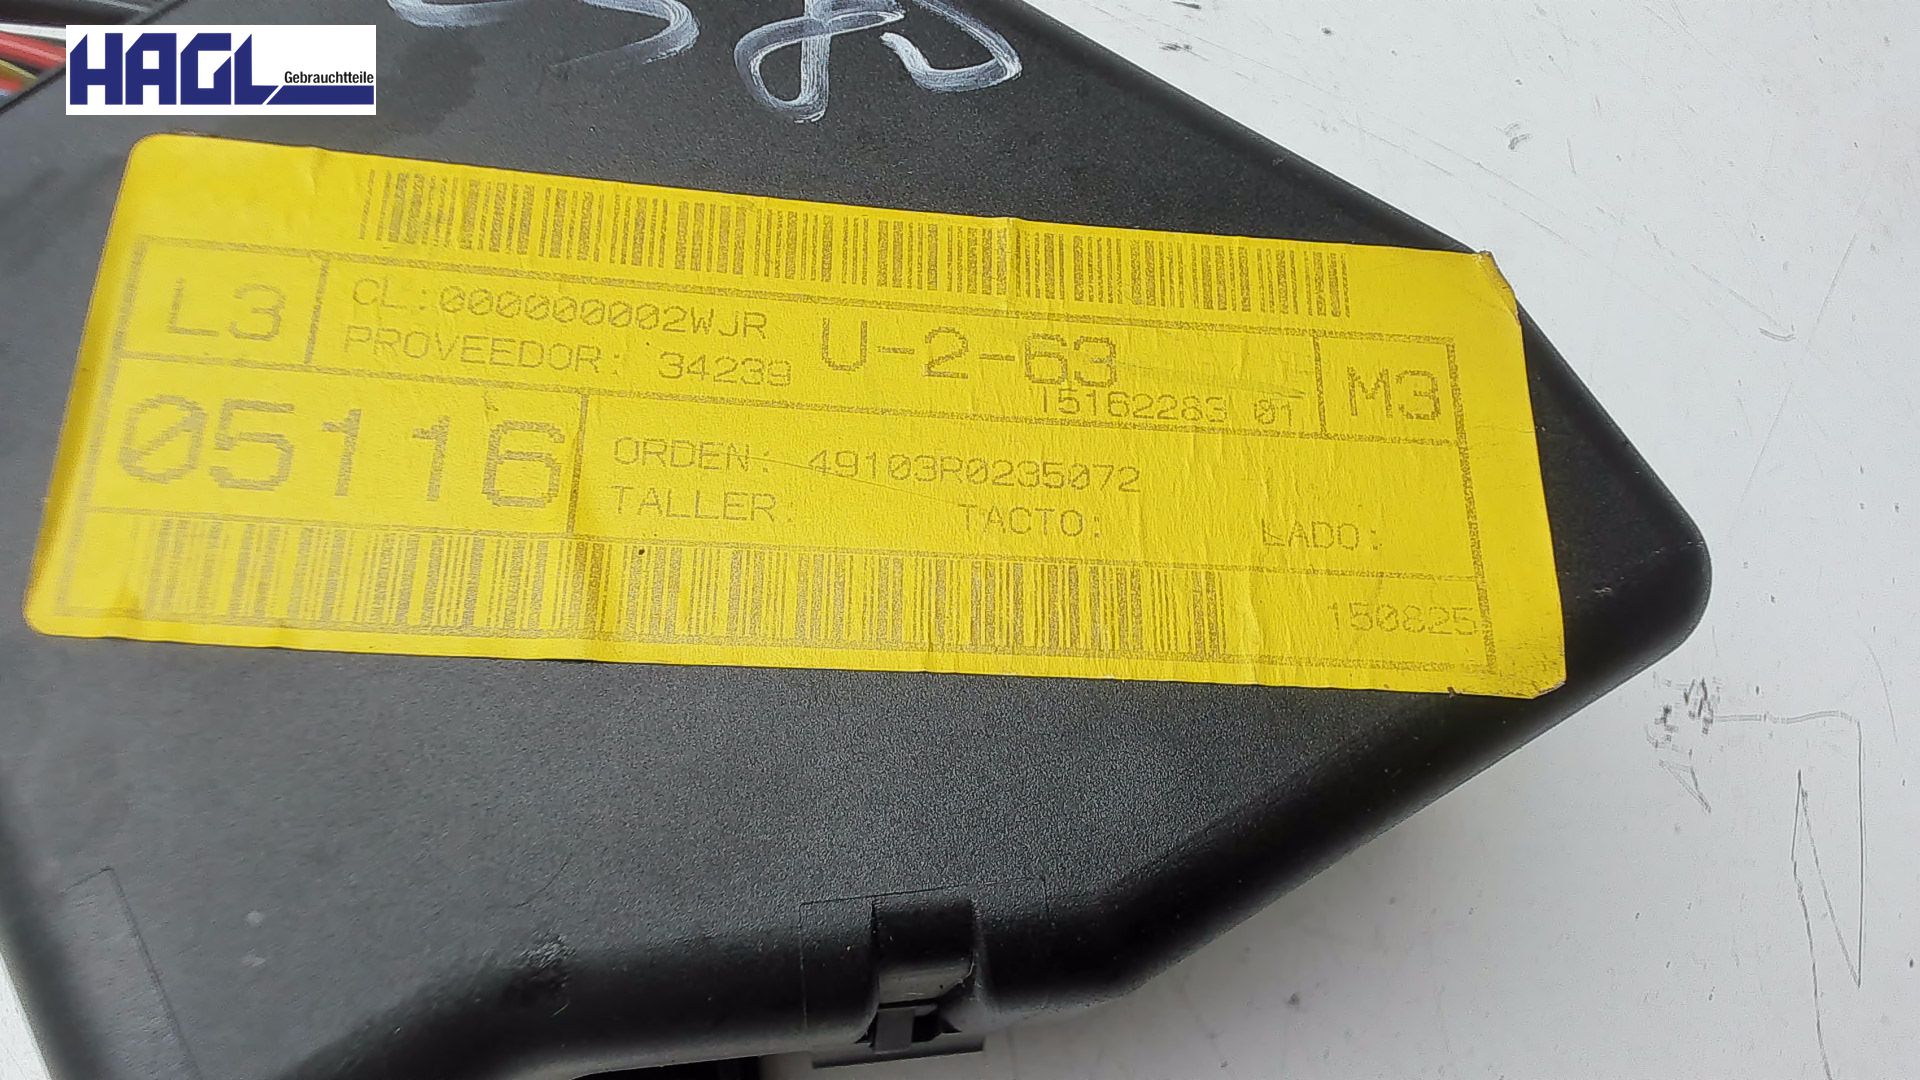 HAGL Gebrauchtteile
L3
CL:000000002WJR
PROVEEDOR: 34239
U-2-63
15162283 01
M3
05116
ORDEN: 49103R0235072
TALLER:
TACTO:
LADO:
150825